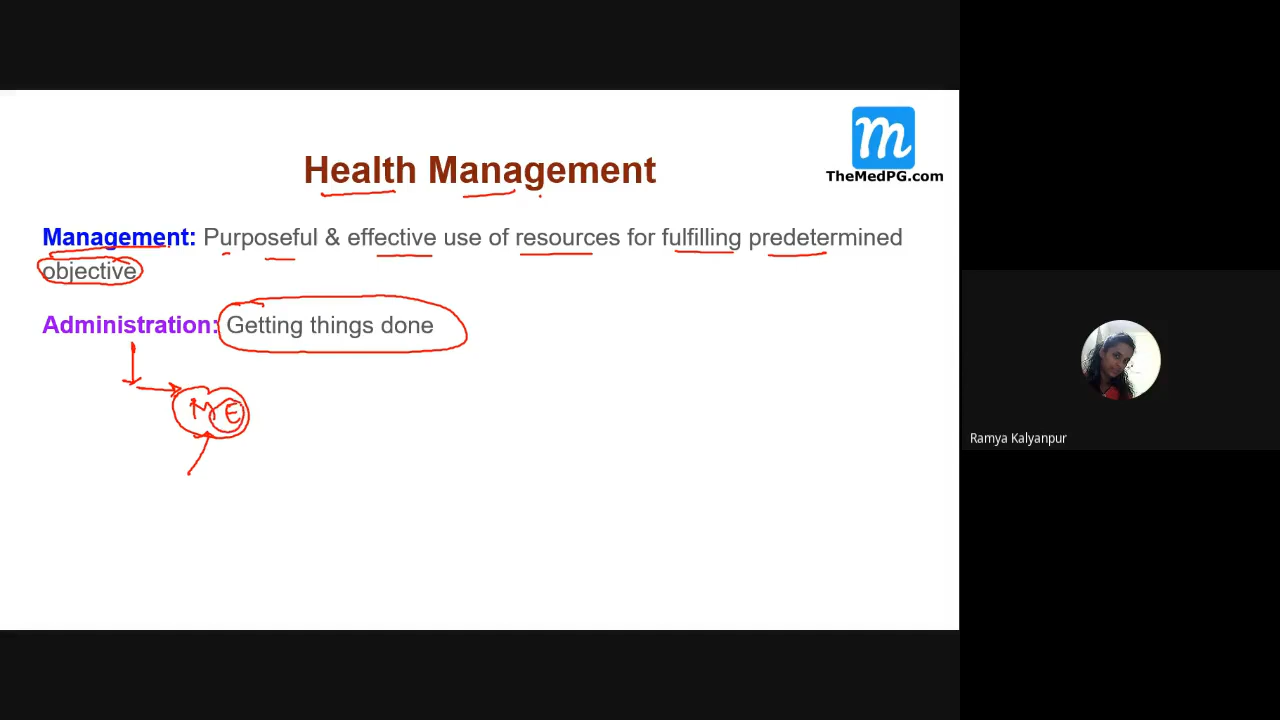 m
TheMedPG.com
Health Management
Management: Purposeful & effective use of resources for fulfilling predetermined
objective
Administration: Getting things done
ME
Ramya Kalyanpur